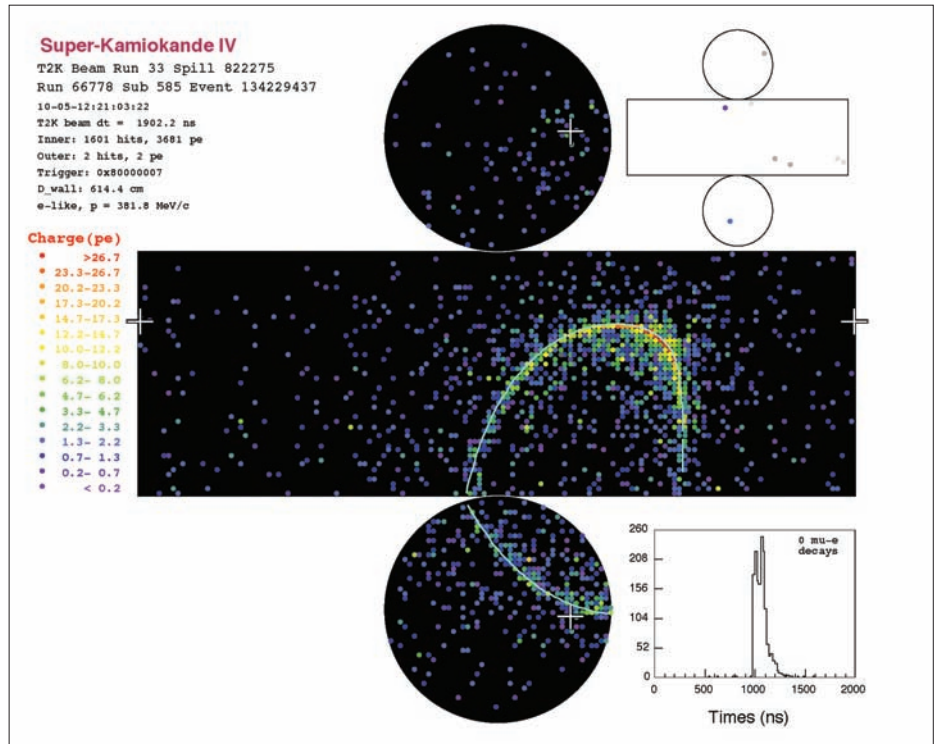 Super-Kamiokande IV
T2K Beam Run 33 Spill 822275
Run 66778 Sub 585 Event 134229437
10-05-12:21:03:22
T2K beam dt = 1902.2 ns
Inner: 1601 hits, 3681 pe
Outer: 2 hits, 2 pe
Trigger: 0x80000007
D_wall: 614.4 cm
e-like, p = 381.8 MeV/c
Charge(pe)
>26.7
23.3-26.7
20.2-23.3
17.3-20.2
14.7-17.3
12.2-14.7
10.0-12.2
8.0-10.0
6.2- 8.0
4.7- 6.2
3.3- 4.7
2.2- 3.3
1.3- 2.2
0.7- 1.3
0.2- 0.7
< 0.2
0 mu-e
decays
260
208
156
104
52
0
0 500 1000 1500 2000
Times (ns)